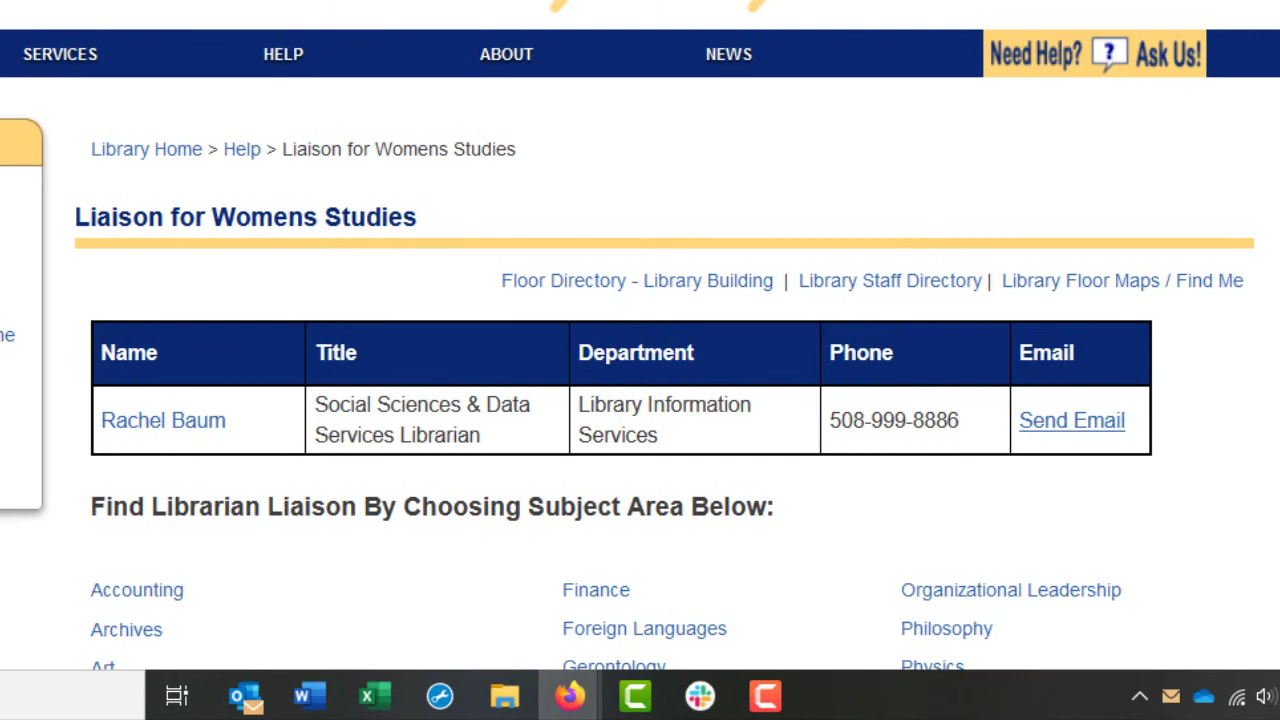 SERVICES HELP ABOUT NEWS Need Help? ? Ask Us!
Library Home > Help > Liaison for Womens Studies
Liaison for Womens Studies
Floor Directory - Library Building | Library Staff Directory | Library Floor Maps / Find Me
Name Title Department Phone Email
Rachel Baum Social Sciences & Data Services Librarian Library Information Services 508-999-8886 Send Email
Find Librarian Liaison By Choosing Subject Area Below:
Accounting Finance Organizational Leadership
Archives Foreign Languages Philosophy
Art Gerontology Physics